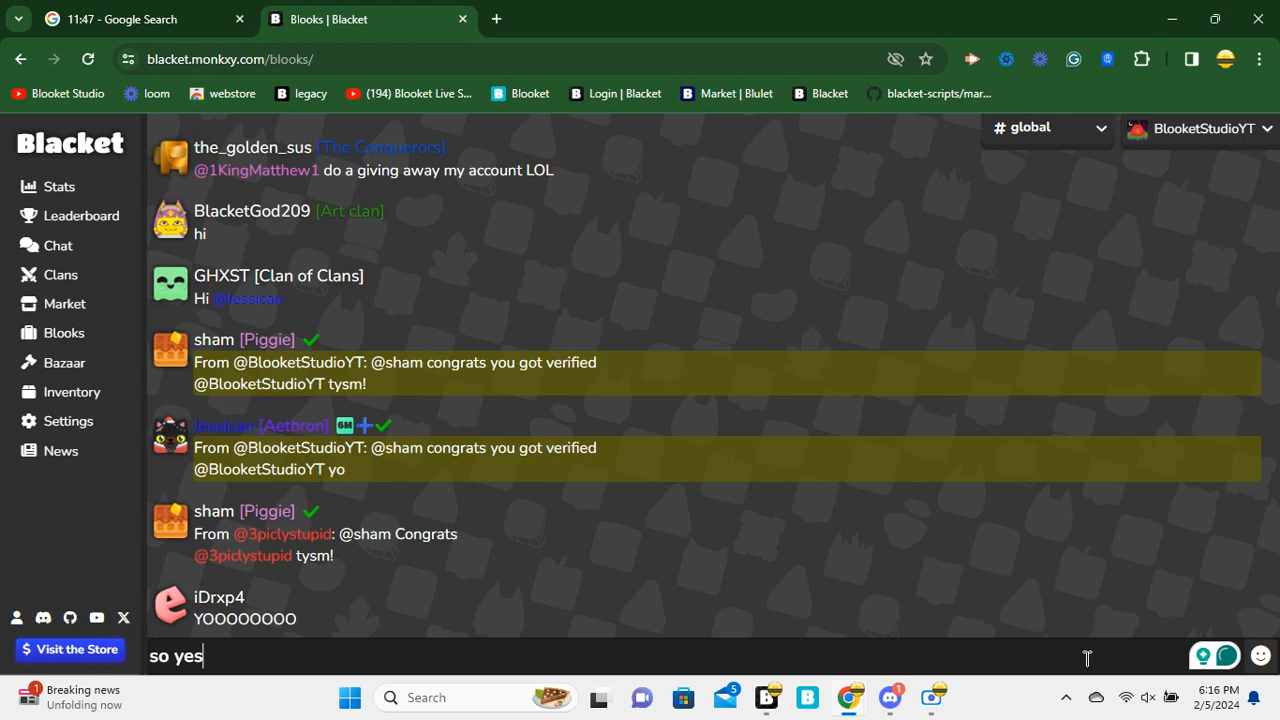 11:47 - Google Search
Blooks | Blacket
blacket.monkxy.com/blooks/
Blooket Studio
loom
webstore
legacy
(194) Blooket Live S...
Blooket
Login | Blacket
Market | Blulet
Blacket
blacket-scripts/mar...
Blacket
Stats
Leaderboard
Chat
Clans
Market
Blooks
Bazaar
Inventory
Settings
News
$ Visit the Store
# global
BlooketStudioYT
the_golden_sus [The Conquerors]
@1KingMatthew1 do a giving away my account LOL
BlacketGod209 [Art clan]
hi
GHXST [Clan of Clans]
Hi @Jessican
sham [Piggie]
From @BlooketStudioYT: @sham congrats you got verified
@BlooketStudioYT tysm!
Jessican [Aethron] 6M
From @BlooketStudioYT: @sham congrats you got verified
@BlooketStudioYT yo
sham [Piggie]
From @3piclystupid: @sham Congrats
@3piclystupid tysm!
iDrxp4
YOOOOOOOO
so yes
1
Breaking news
Unfolding now
Search
5
1
6:16 PM
2/5/2024